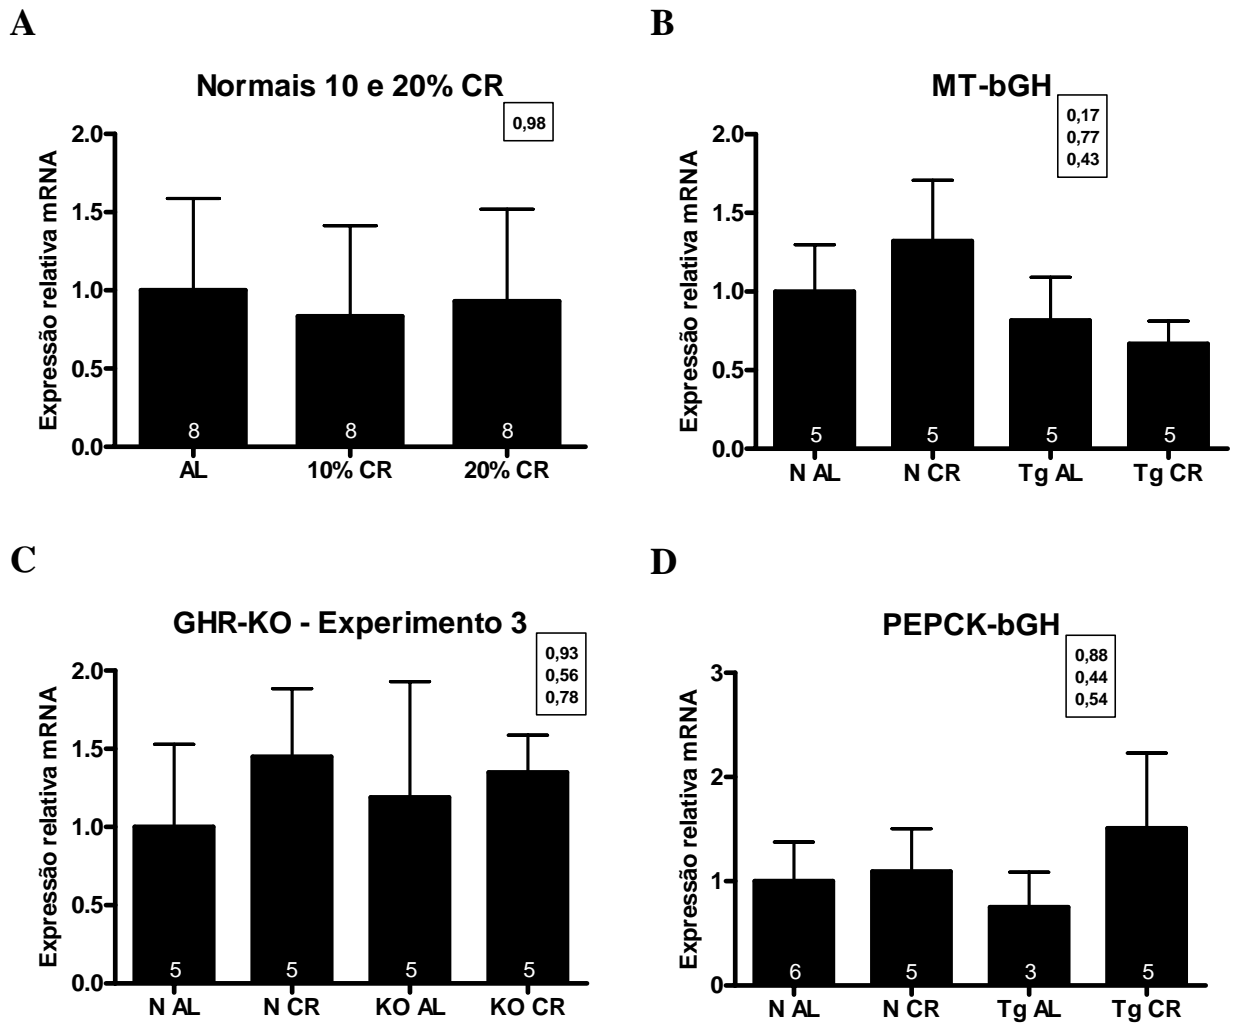 A
Normais 10 e 20% CR
0,98
Expressão relativa mRNA
2.0
1.5
1.0
0.5
0.0
8
8
8
AL
10% CR
20% CR
B
MT-bGH
0,17
0,77
0,43
Expressão relativa mRNA
2.0
1.5
1.0
0.5
0.0
5
5
5
5
N AL
N CR
Tg AL
Tg CR
C
GHR-KO - Experimento 3
0,93
0,56
0,78
Expressão relativa mRNA
2.0
1.5
1.0
0.5
0.0
5
5
5
5
N AL
N CR
KO AL
KO CR
D
PEPCK-bGH
0,88
0,44
0,54
Expressão relativa mRNA
3
2
1
0
6
5
3
5
N AL
N CR
Tg AL
Tg CR